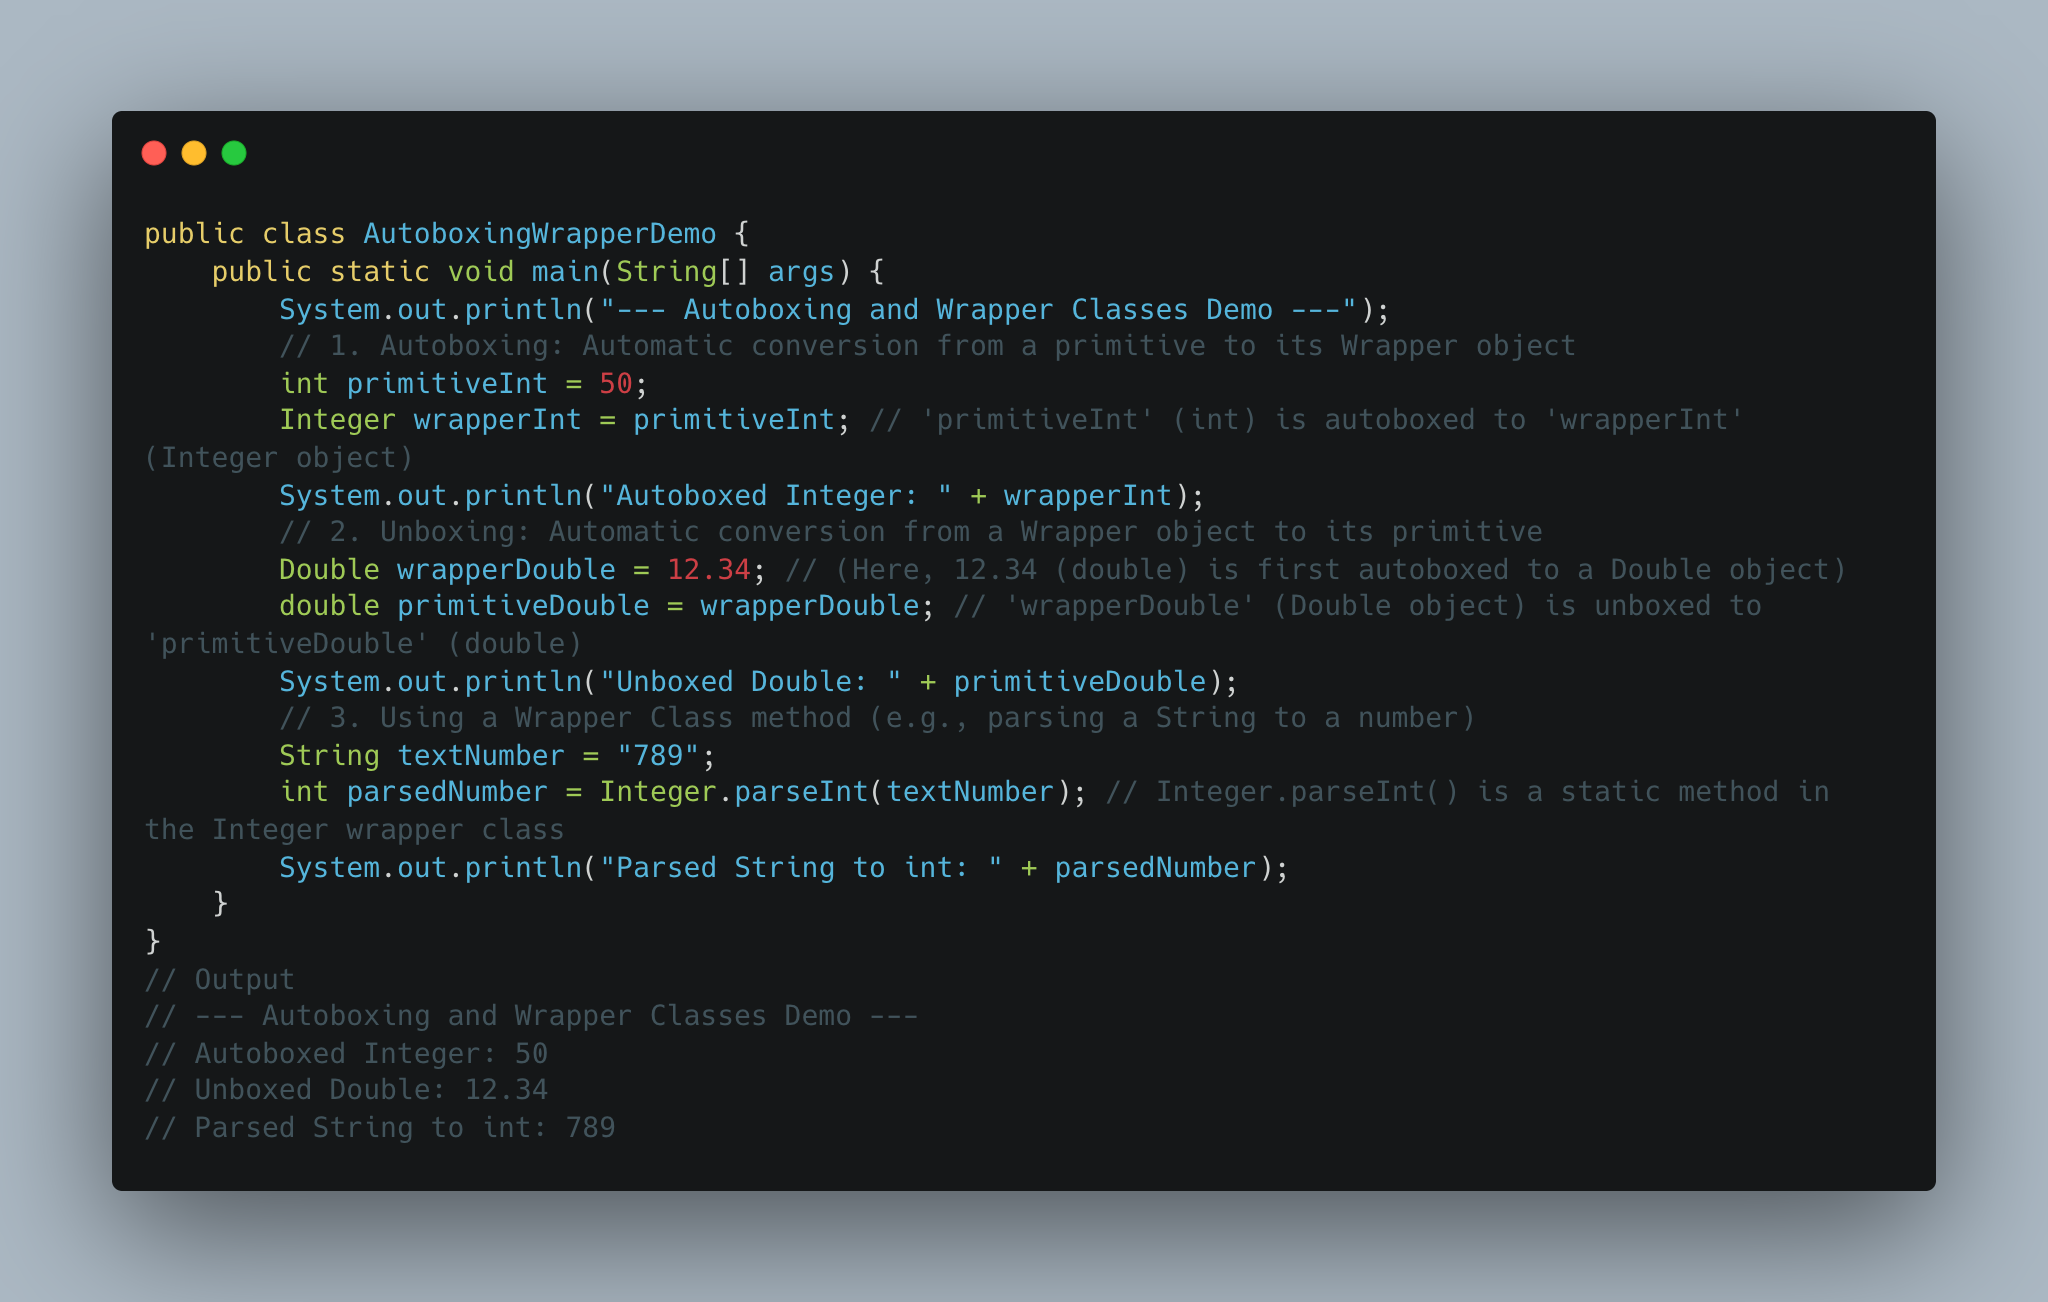 public class AutoboxingWrapperDemo {
    public static void main(String[] args) {
        System.out.println("--- Autoboxing and Wrapper Classes Demo ---");
        // 1. Autoboxing: Automatic conversion from a primitive to its Wrapper object
        int primitiveInt = 50;
        Integer wrapperInt = primitiveInt; // 'primitiveInt' (int) is autoboxed to 'wrapperInt'
(Integer object)
        System.out.println("Autoboxed Integer: " + wrapperInt);
        // 2. Unboxing: Automatic conversion from a Wrapper object to its primitive
        Double wrapperDouble = 12.34; // (Here, 12.34 (double) is first autoboxed to a Double object)
        double primitiveDouble = wrapperDouble; // 'wrapperDouble' (Double object) is unboxed to
'primitiveDouble' (double)
        System.out.println("Unboxed Double: " + primitiveDouble);
        // 3. Using a Wrapper Class method (e.g., parsing a String to a number)
        String textNumber = "789";
        int parsedNumber = Integer.parseInt(textNumber); // Integer.parseInt() is a static method in
the Integer wrapper class
        System.out.println("Parsed String to int: " + parsedNumber);
    }
}
// Output
// --- Autoboxing and Wrapper Classes Demo ---
// Autoboxed Integer: 50
// Unboxed Double: 12.34
// Parsed String to int: 789